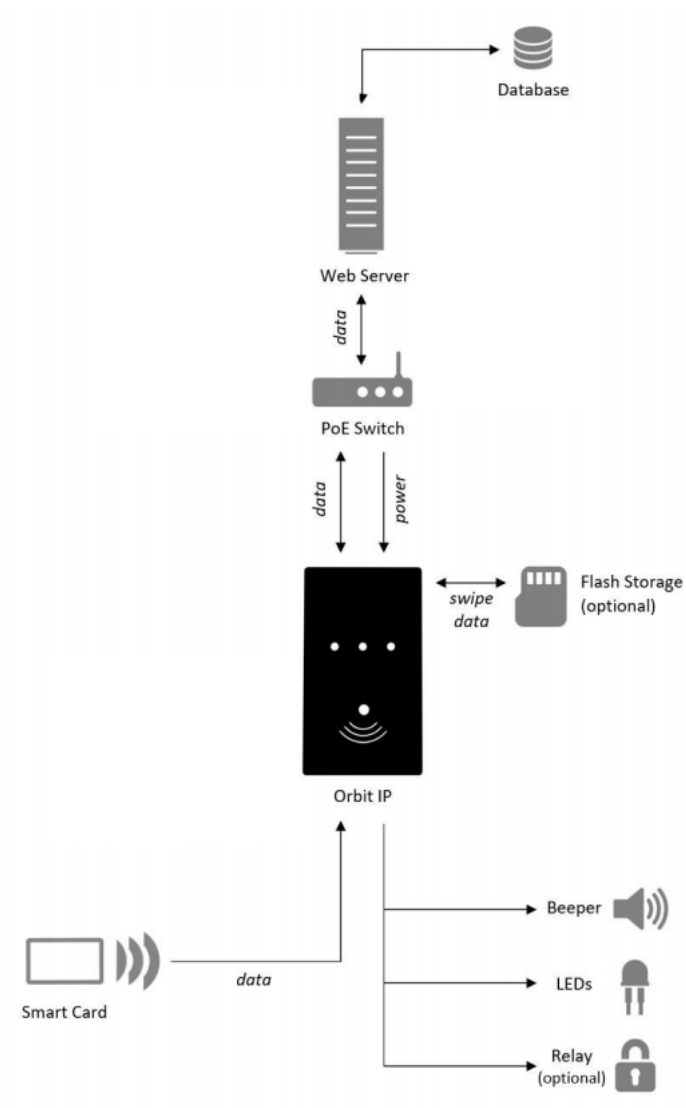 Database
Web Server
data
PoE Switch
data
power
swipe
data
Flash Storage
(optional)
Orbit IP
Beeper
data
LEDs
Smart Card
Relay
(optional)